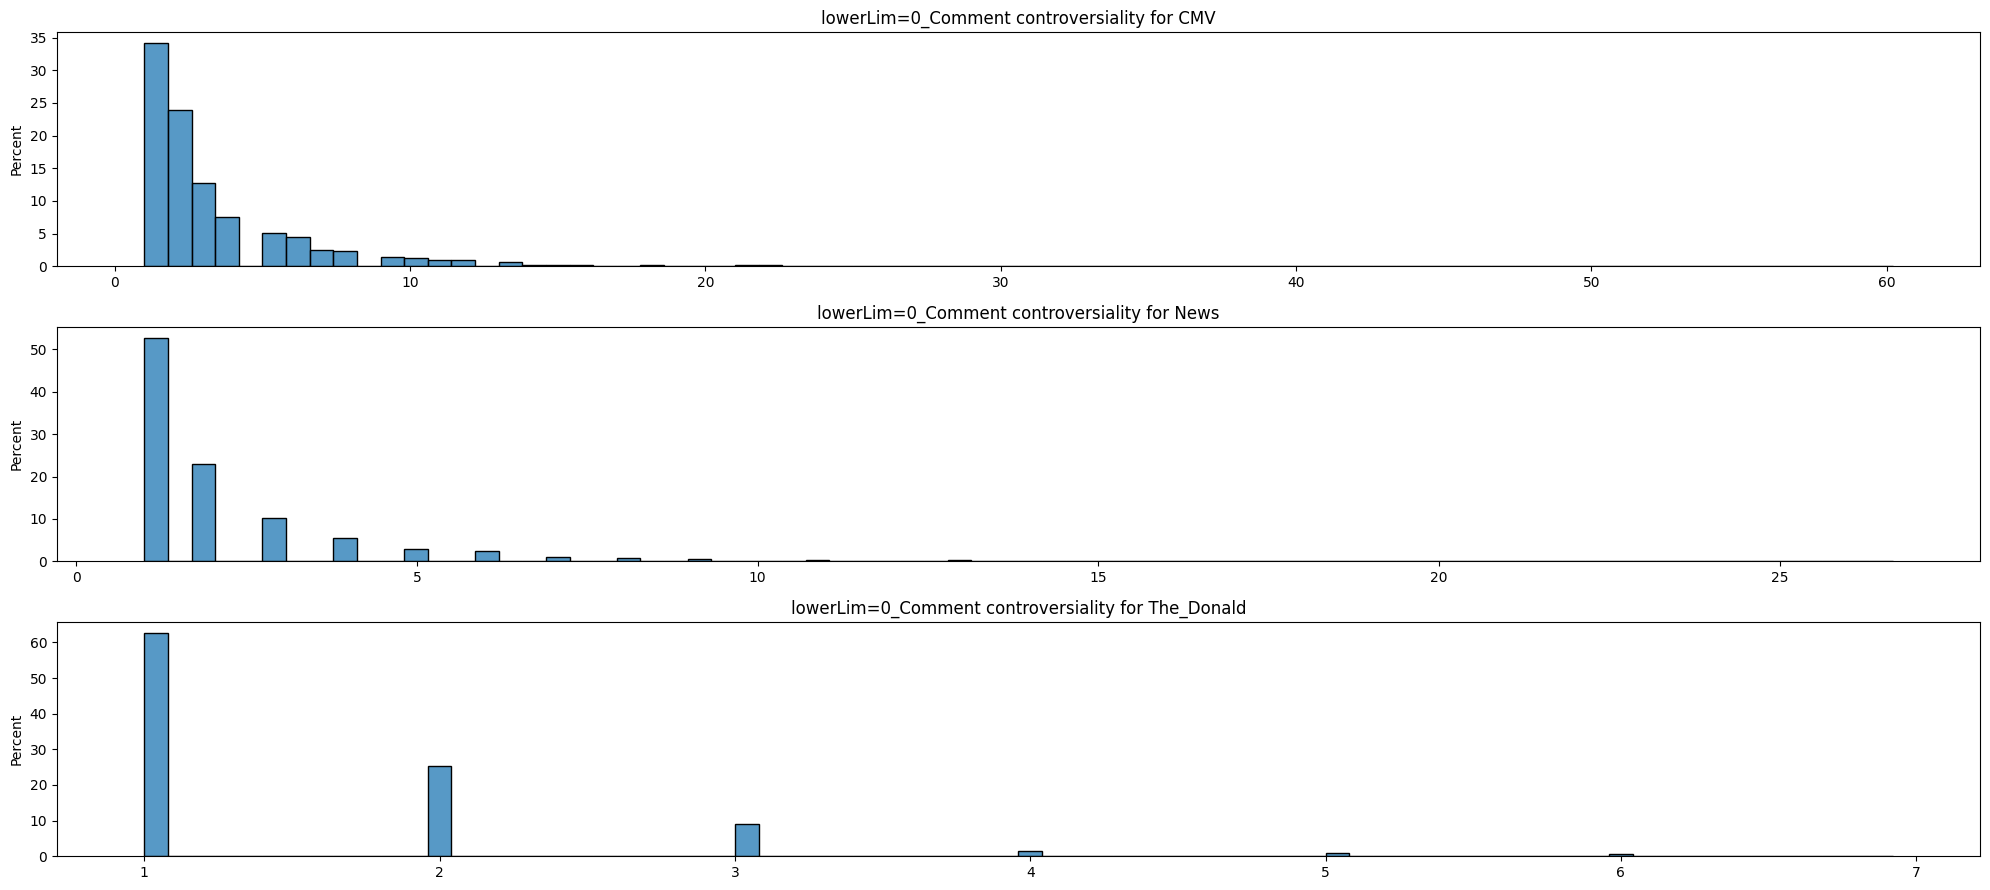 lowerLim=0_Comment controversiality for CMV
35
30
25
20
15
10
5
0
Percent
0 10 20 30 40 50 60
lowerLim=0_Comment controversiality for News
50
40
30
20
10
0
Percent
0 5 10 15 20 25
lowerLim=0_Comment controversiality for The_Donald
60
50
40
30
20
10
0
Percent
1 2 3 4 5 6 7